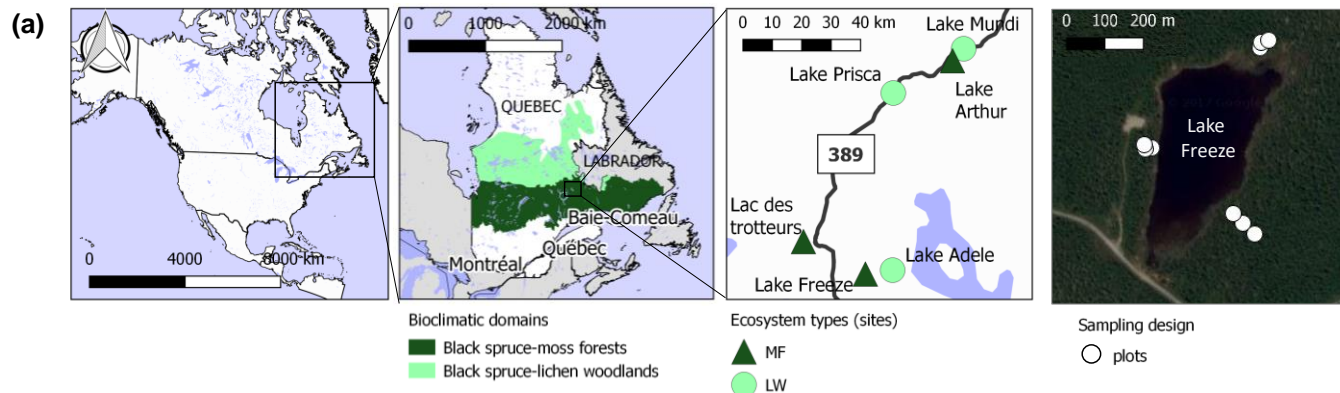 (a)
0 4000 8000 km
0 1000 2000 km
QUEBEC
LABRADOR
Baie-Comeau
Québec
Montréal
Bioclimatic domains
Black spruce-moss forests
Black spruce-lichen woodlands
0 10 20 30 40 km
Lake Mundi
Lake Prisca
Lake
Arthur
389
Lac des
trotteurs
Lake Adele
Lake Freeze
Ecosystem types (sites)
MF
LW
0 100 200 m
Lake
Freeze
Sampling design
plots